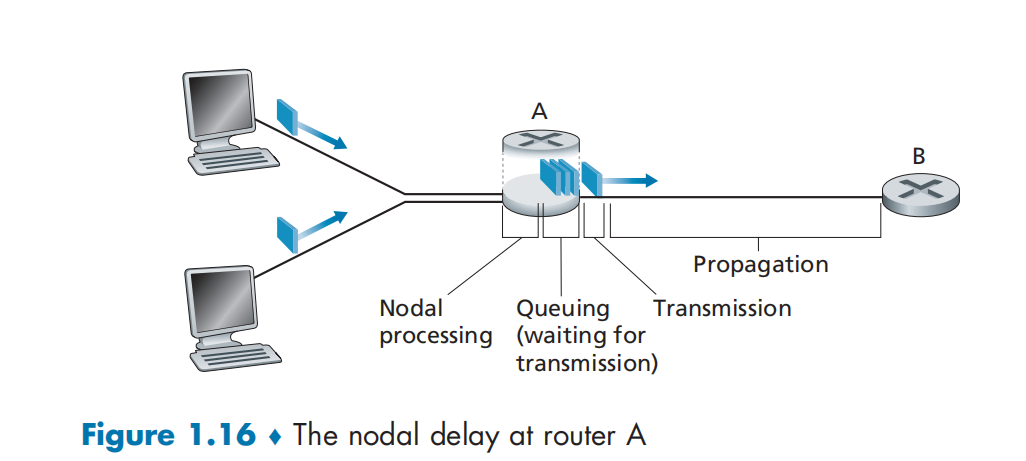 A
B
Propagation
Nodal
processing
Queuing
(waiting for
transmission)
Transmission
Figure 1.16 ♦ The nodal delay at router A